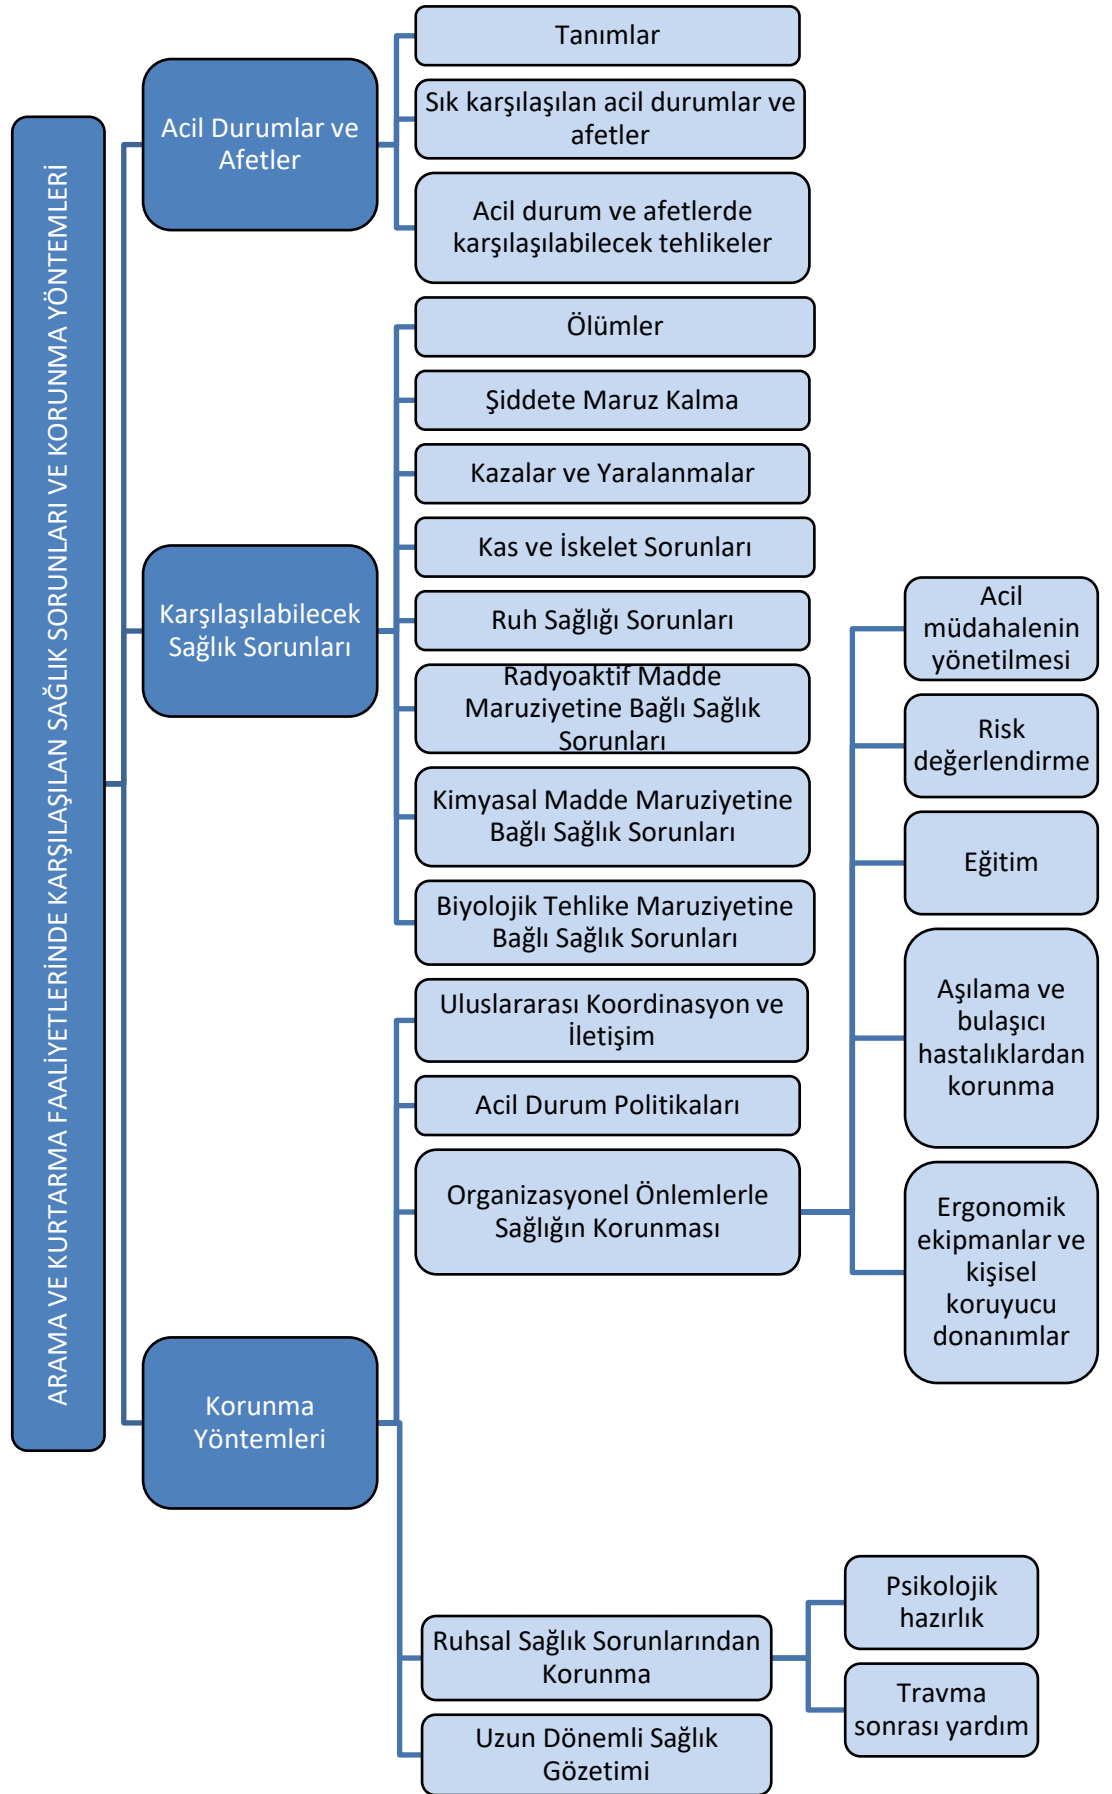 ARAMA VE KURTARMA FAALİYETLERİNDE KARŞILAŞILAN SAĞLIK SORUNLARI VE KORUNMA YÖNTEMLERİ
Acil Durumlar ve
Afetler
Tanımlar
Sık karşılaşılan acil durumlar ve
afetler
Acil durum ve afetlerde
karşılaşılabilecek tehlikeler
Karşılaşılabilecek
Sağlık Sorunları
Ölümler
Şiddete Maruz Kalma
Kazalar ve Yaralanmalar
Kas ve İskelet Sorunları
Ruh Sağlığı Sorunları
Radyoaktif Madde
Maruziyetine Bağlı Sağlık
Sorunları
Kimyasal Madde Maruziyetine
Bağlı Sağlık Sorunları
Biyolojik Tehlike Maruziyetine
Bağlı Sağlık Sorunları
Korunma
Yöntemleri
Uluslararası Koordinasyon ve
İletişim
Acil Durum Politikaları
Organizasyonel Önlemlerle
Sağlığın Korunması
Acil
müdahalenin
yönetilmesi
Risk
değerlendirme
Eğitim
Aşılama ve
bulaşıcı
hastalıklardan
korunma
Ergonomik
ekipmanlar ve
kişisel
koruyucu
donanımlar
Ruhsal Sağlık Sorunlarından
Korunma
Psikolojik
hazırlık
Travma
sonrası yardım
Uzun Dönemli Sağlık
Gözetimi